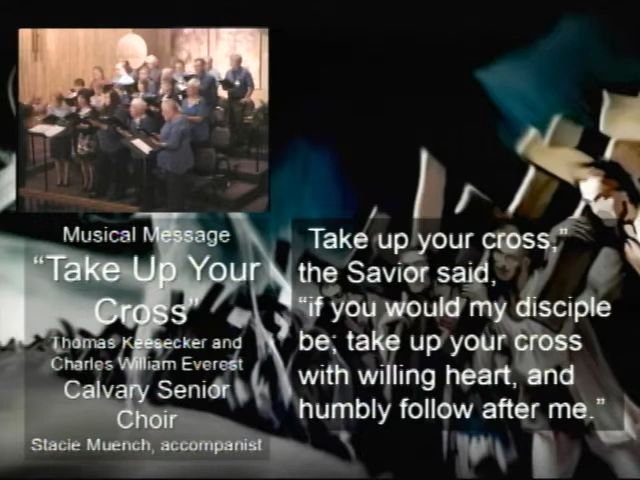 Musical Message
“Take Up Your
Cross”
Thomas Keesecker and
Charles William Everest
Calvary Senior
Choir
Stacie Muench, accompanist
Take up your cross,”
the Savior said,
“if you would my disciple
be; take up your cross
with willing heart, and
humbly follow after me.”